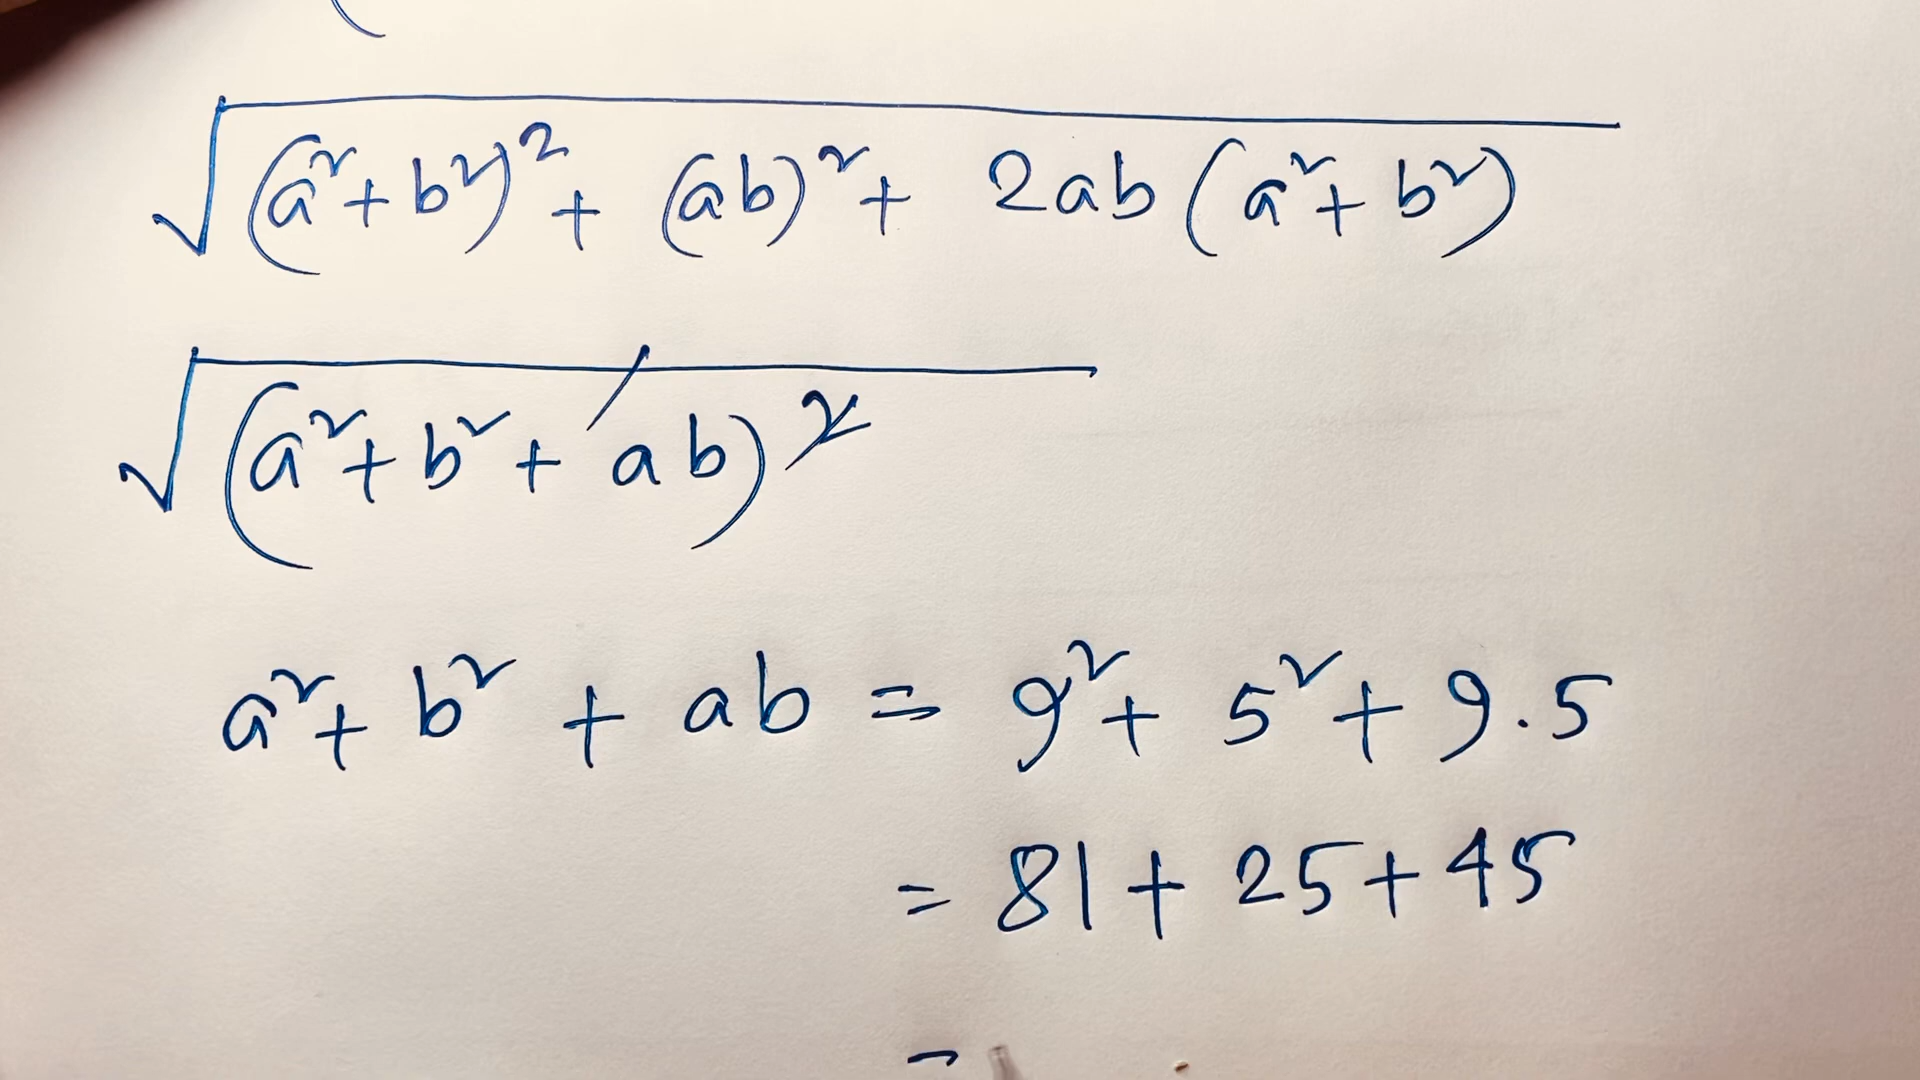 √((a²+b²)²+(ab)²+2ab(a²+b²))
√((a²+b²+ab)²)
a²+b²+ab=9²+5²+9.5
=81+25+45
=